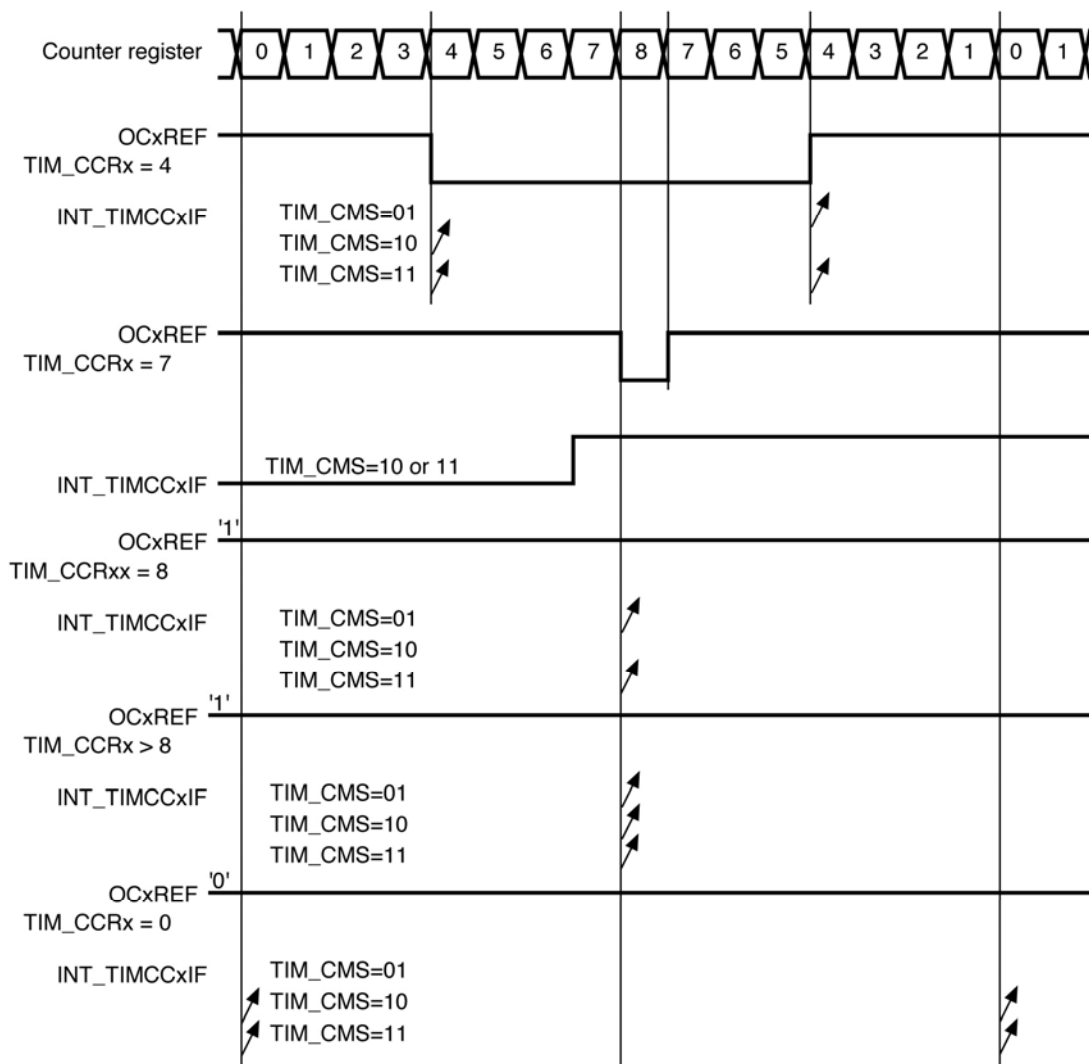 Counter register 0 1 2 3 4 5 6 7 8 7 6 5 4 3 2 1 0 1
OCxREF
TIM_CCRx = 4
INT_TIMCCxIF
TIM_CMS=01
TIM_CMS=10
TIM_CMS=11
OCxREF
TIM_CCRx = 7
TIM_CMS=10 or 11
INT_TIMCCxIF
'1'
OCxREF
TIM_CCRxx = 8
INT_TIMCCxIF
TIM_CMS=01
TIM_CMS=10
TIM_CMS=11
'1'
OCxREF
TIM_CCRx > 8
INT_TIMCCxIF
TIM_CMS=01
TIM_CMS=10
TIM_CMS=11
'0'
OCxREF
TIM_CCRx = 0
INT_TIMCCxIF
TIM_CMS=01
TIM_CMS=10
TIM_CMS=11